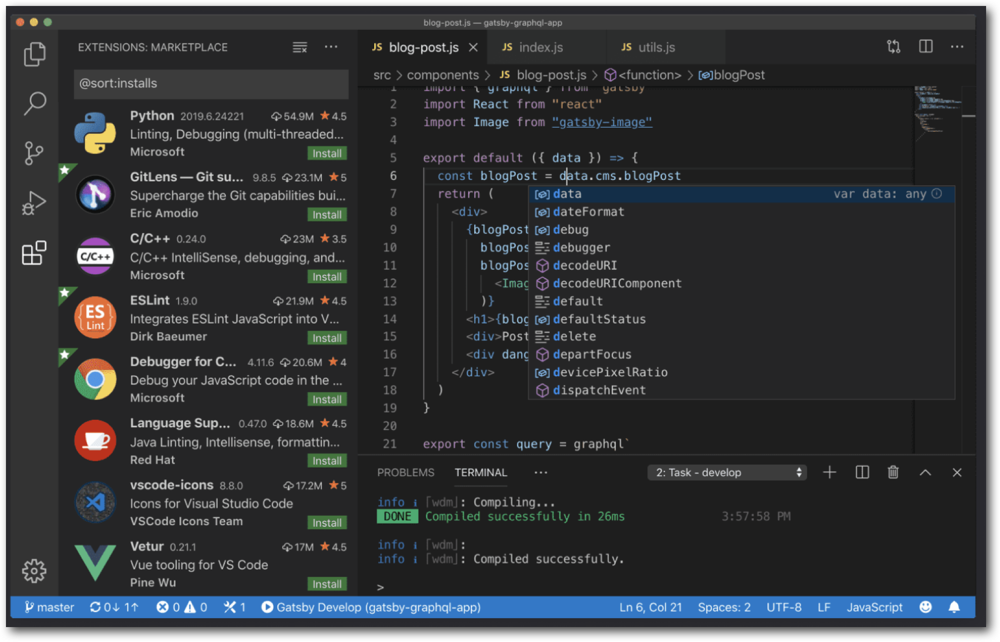 blog-post.js — gatsby-graphql-app
EXTENSIONS: MARKETPLACE
@sort:installs
Python 2019.6.24221 54.9M 4.5
Linting, Debugging (multi-threaded...
Microsoft Install
GitLens — Git su... 9.8.5 23.1M 5
Supercharge the Git capabilities bui...
Eric Amodio Install
C/C++
C/C++ 0.24.0 23M 3.5
C/C++ IntelliSense, debugging, and...
Microsoft Install
ES
Lint
ESLint 1.9.0 21.9M 4.5
Integrates ESLint JavaScript into V...
Dirk Baeumer Install
Debugger for C... 4.11.6 20.6M 4
Debug your JavaScript code in the ...
Microsoft Install
Language Sup... 0.47.0 18.6M 4.5
Java Linting, Intellisense, formattin...
Red Hat Install
vscode-icons 8.8.0 17.2M 5
Icons for Visual Studio Code
VSCode Icons Team Install
Vetur 0.21.1 17M 4.5
Vue tooling for VS Code
Pine Wu Install
JS blog-post.js JS index.js JS utils.js
src > components > JS blog-post.js > <function> > blogPost
1 import { graphql } from "gatsby"
2 import React from "react"
3 import Image from "gatsby-image"
4
5 export default ({ data }) => {
6 const blogPost = data.cms.blogPost
7 return (
8 <div>
9 {blogPost
10 blogPos
11 blogPos
12 <Imag
13 )}
14 <h1>{blog
15 <div>Post
16 <div dang
17 </div>
18 )
19 }
20
21 export const query = graphql`
data var data: any
dateFormat
debug
debugger
decodeURI
decodeURIComponent
default
defaultStatus
delete
departFocus
devicePixelRatio
dispatchEvent
PROBLEMS TERMINAL ... 2: Task - develop
info i ｢wdm｣: Compiling...
DONE Compiled successfully in 26ms 3:57:58 PM
info i ｢wdm｣:
info i ｢wdm｣: Compiled successfully.
>
master 0↓ 1↑ 0 0 1 Gatsby Develop (gatsby-graphql-app) Ln 6, Col 21 Spaces: 2 UTF-8 LF JavaScript